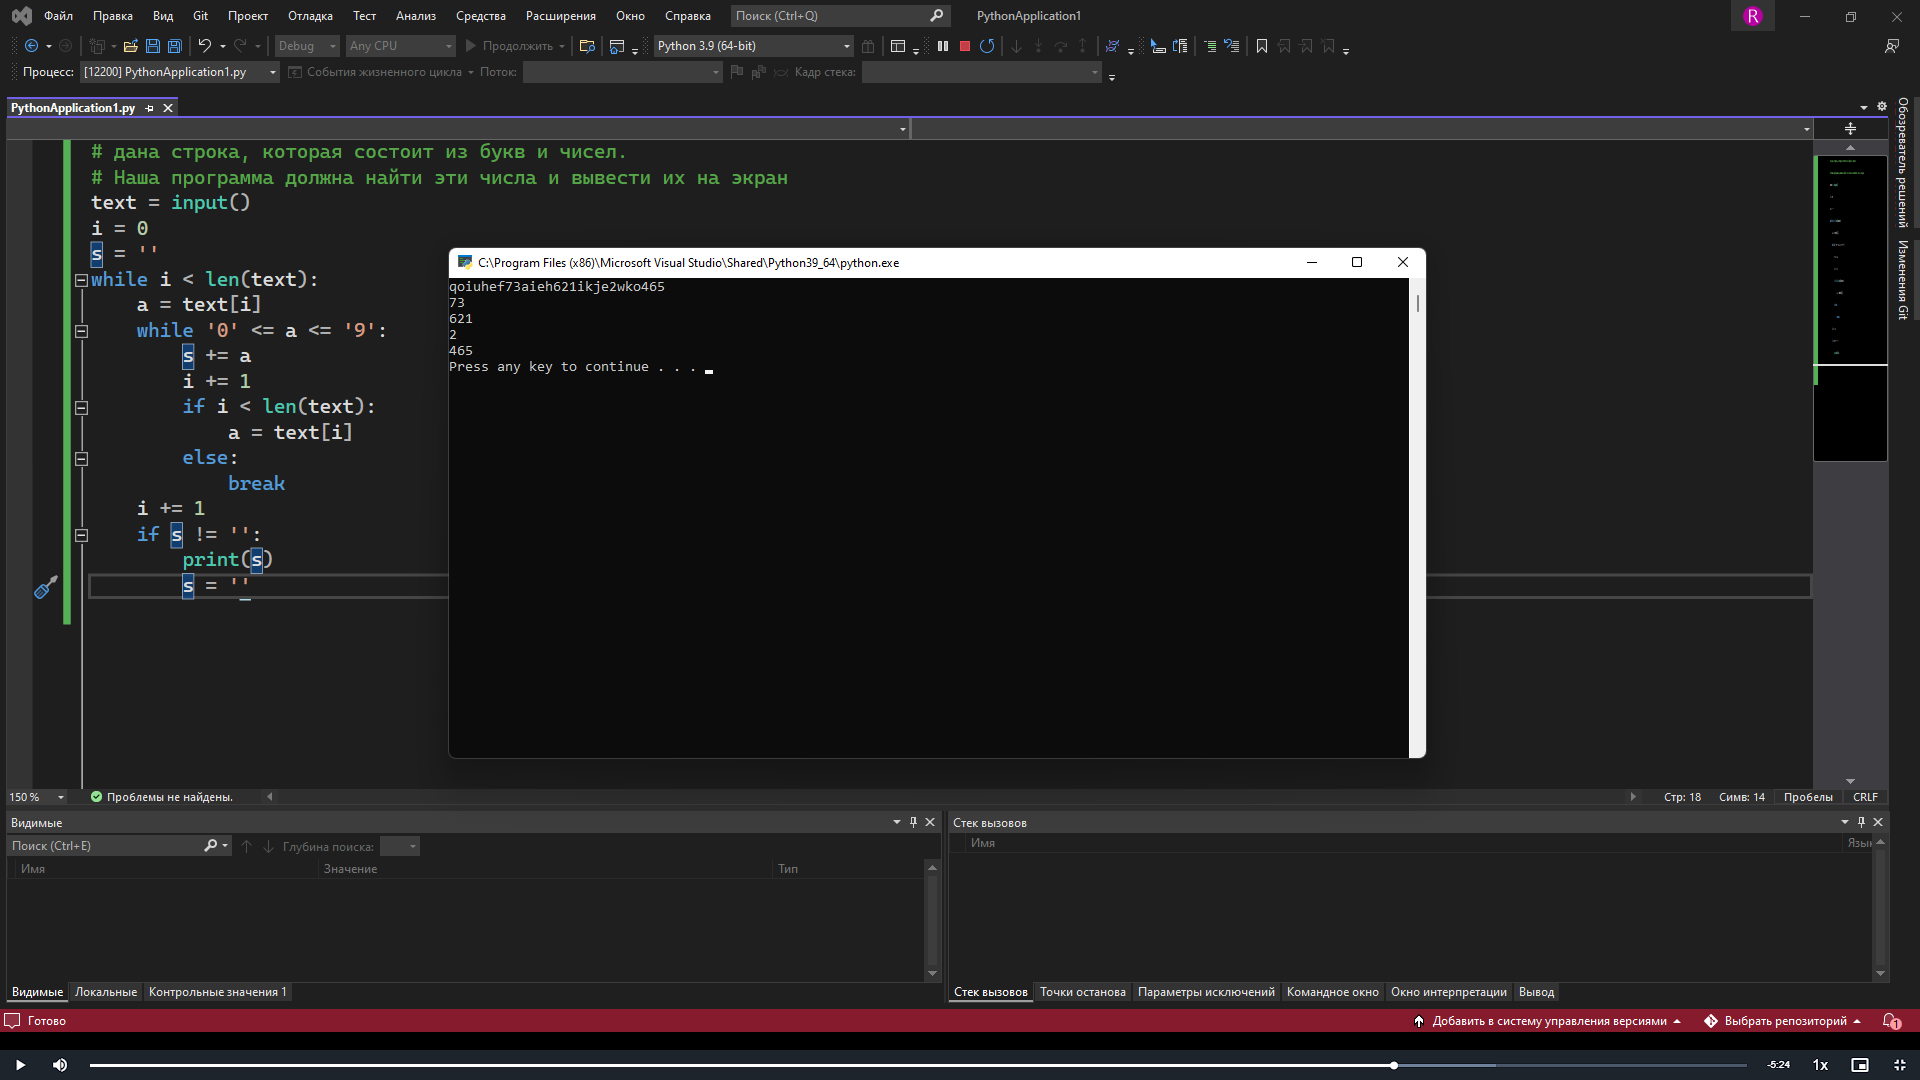 Файл Правка Вид Git Проект Отладка Тест Анализ Средства Расширения Окно Справка Поиск (Ctrl+Q) PythonApplication1 R
Debug Any CPU Продолжить Python 3.9 (64-bit)
Процесс: [12200] PythonApplication1.py События жизненного цикла Поток: Кадр стека:
PythonApplication1.py
# дана строка, которая состоит из букв и чисел.
# Наша программа должна найти эти числа и вывести их на экран
text = input()
i = 0
s = ''
while i < len(text):
a = text[i]
while '0' <= a <= '9':
s += a
i += 1
if i < len(text):
a = text[i]
else:
break
i += 1
if s != '':
print(s)
s = ''
C:\Program Files (x86)\Microsoft Visual Studio\Shared\Python39_64\python.exe
qoiuhef73aieh621ikje2wko465
73
621
2
465
Press any key to continue . . .
Обозреватель решений
Изменения Git
150 % Проблемы не найдены. Стр: 18 Симв: 14 Пробелы CRLF
Видимые
Поиск (Ctrl+E) Глубина поиска:
Имя Значение Тип
Видимые Локальные Контрольные значения 1
Стек вызовов
Имя Язык
Стек вызовов Точки останова Параметры исключений Командное окно Окно интерпретации Вывод
Готово Добавить в систему управления версиями Выбрать репозиторий 1
-5:24 1x